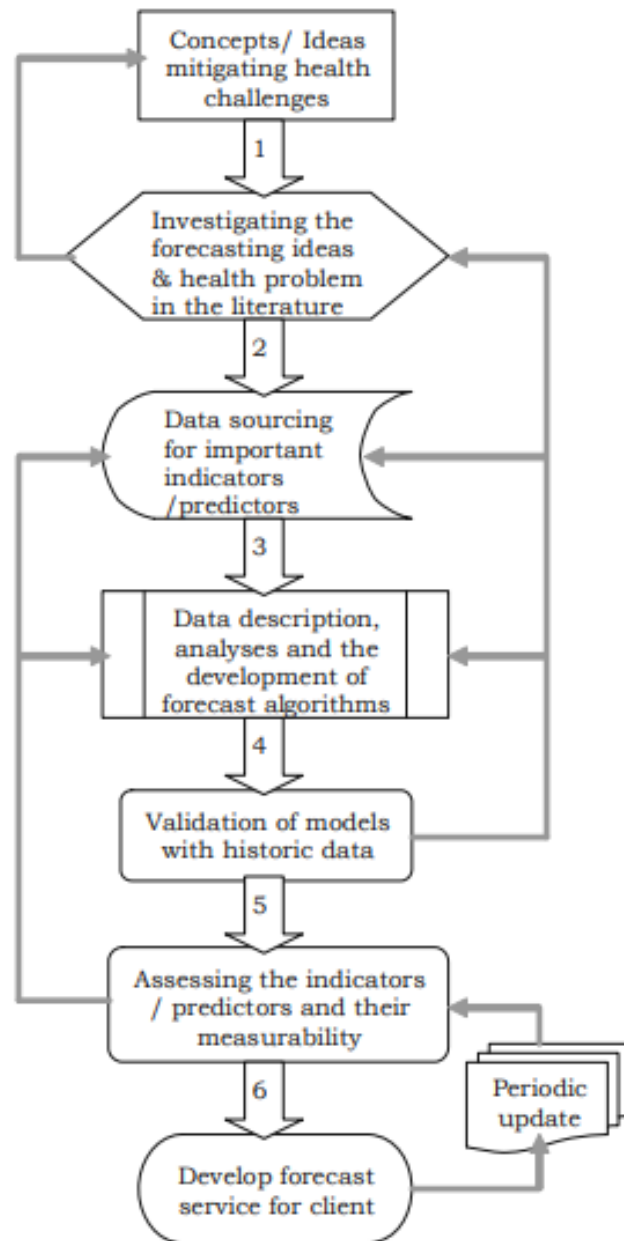 Concepts/ Ideas
mitigating health
challenges
1
Investigating the
forecasting ideas
& health problem
in the literature
2
Data sourcing
for important
indicators
/predictors
3
Data description,
analyses and the
development of
forecast algorithms
4
Validation of models
with historic data
5
Assessing the indicators
/ predictors and their
measurability
6
Periodic
update
Develop forecast
service for client